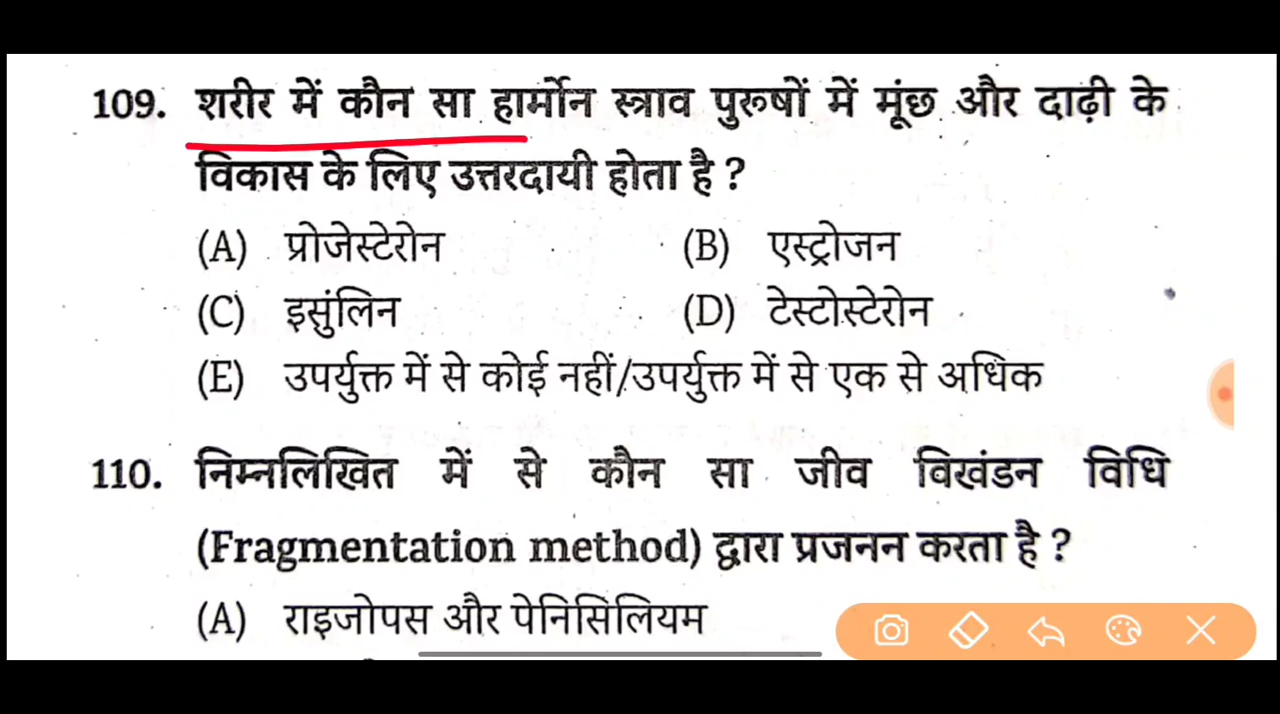 109. शरीर में कौन सा हार्मोन स्त्राव पुरुषों में मूंछ और दाढ़ी के
विकास के लिए उत्तरदायी होता है ?
(A) प्रोजेस्टेरोन (B) एस्ट्रोजन
(C) इसुंलिन (D) टेस्टोस्टेरोन
(E) उपर्युक्त में से कोई नहीं/उपर्युक्त में से एक से अधिक
110. निम्नलिखित में से कौन सा जीव विखंडन विधि
(Fragmentation method) द्वारा प्रजनन करता है ?
(A) राइजोपस और पेनिसिलियम